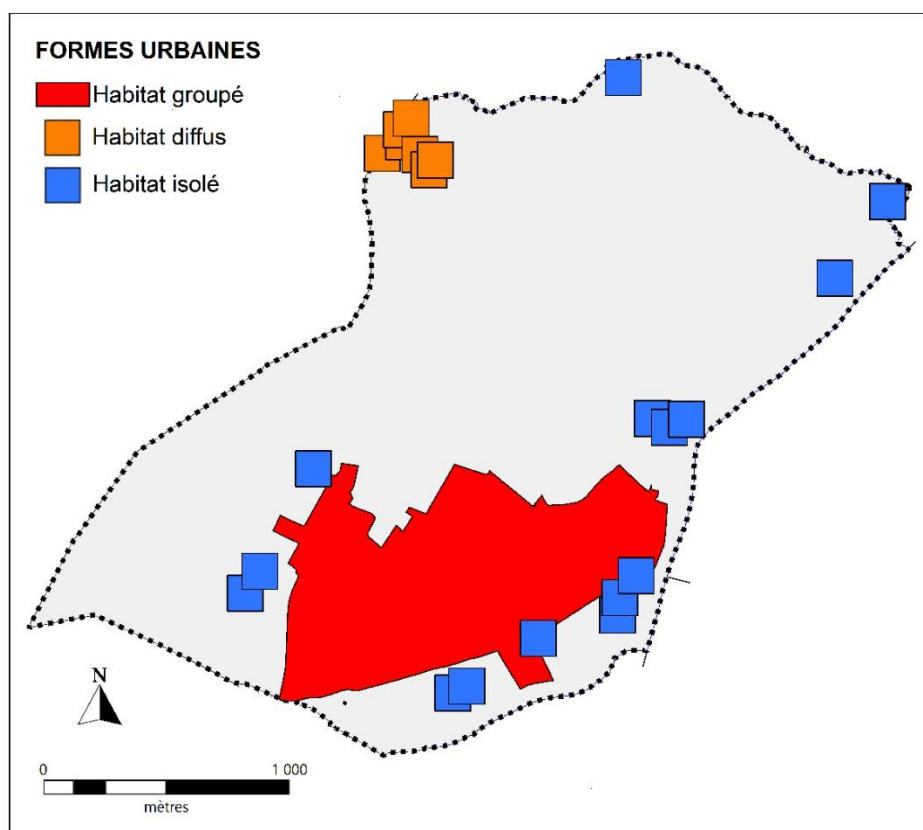 FORMES URBAINES
Habitat groupé
Habitat diffus
Habitat isolé
N
0 1 000
mètres